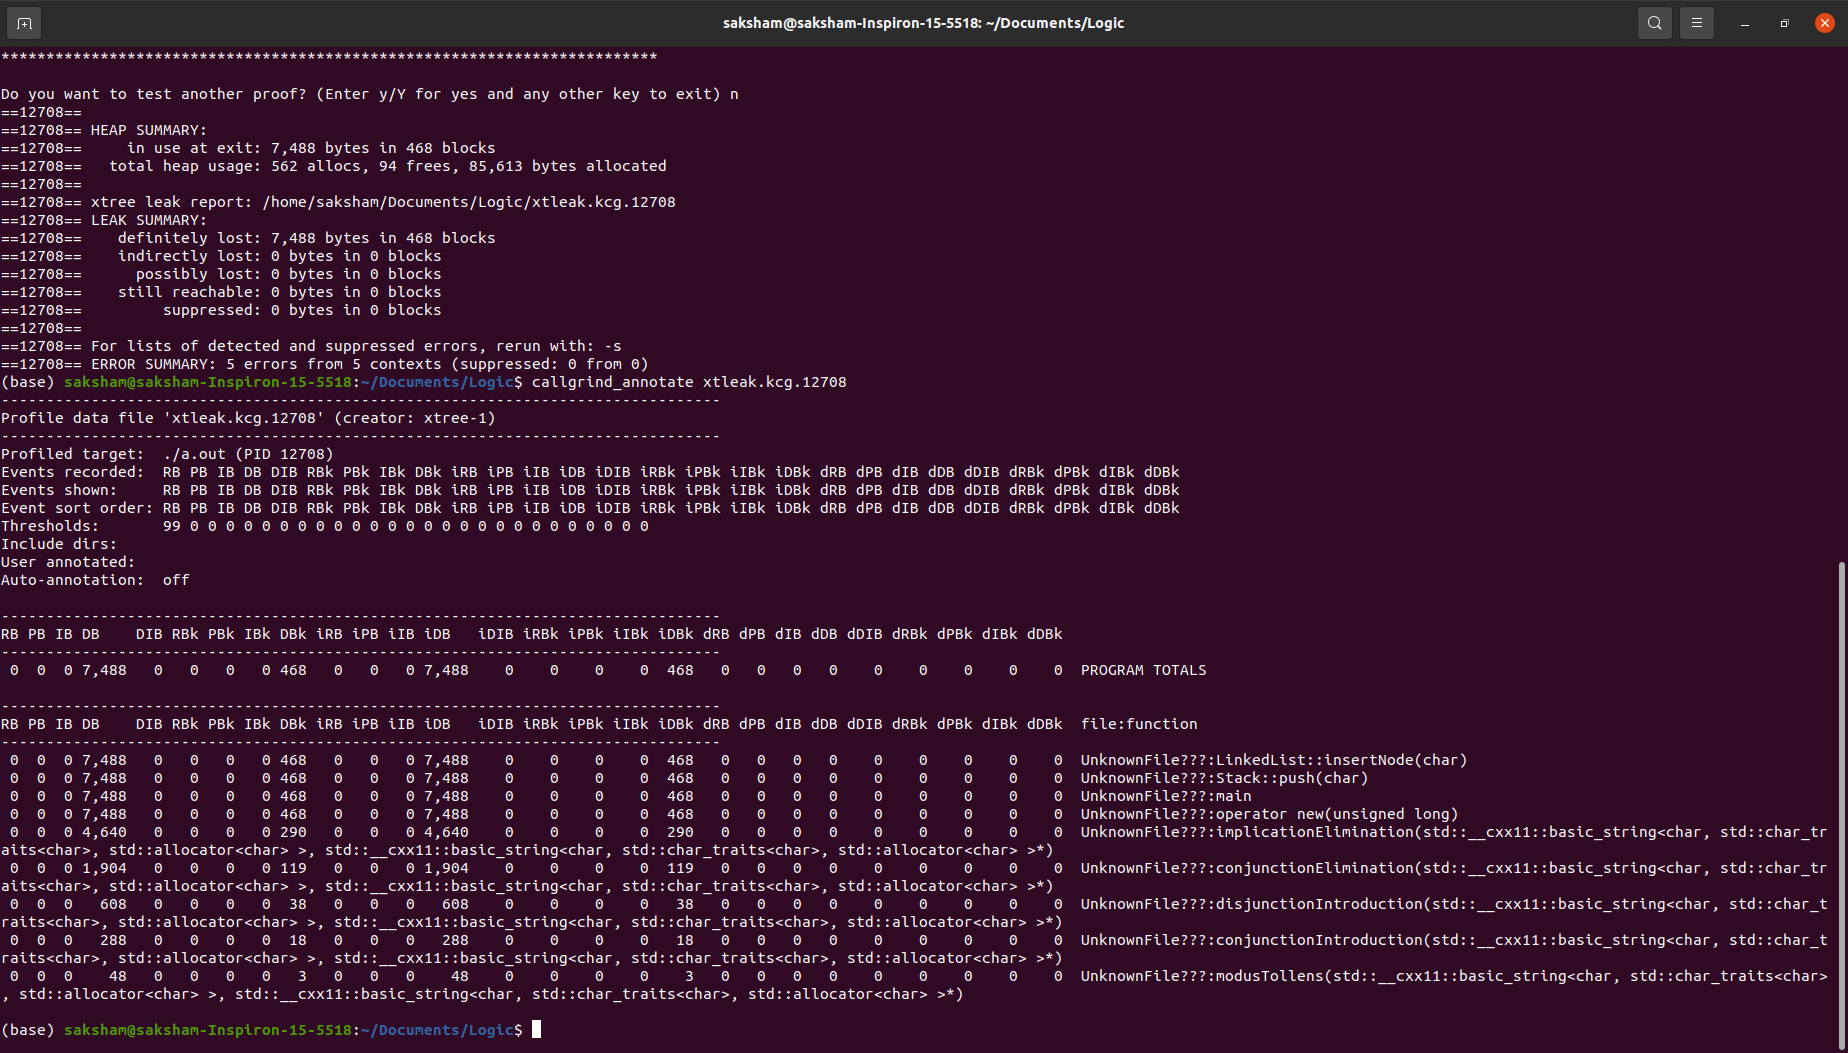 saksham@saksham-Inspiron-15-5518: ~/Documents/Logic
*************************************************************************
Do you want to test another proof? (Enter y/Y for yes and any other key to exit) n
==12708==
==12708== HEAP SUMMARY:
==12708==     in use at exit: 7,488 bytes in 468 blocks
==12708==   total heap usage: 562 allocs, 94 frees, 85,613 bytes allocated
==12708==
==12708== xtree leak report: /home/saksham/Documents/Logic/xtleak.kcg.12708
==12708== LEAK SUMMARY:
==12708==    definitely lost: 7,488 bytes in 468 blocks
==12708==    indirectly lost: 0 bytes in 0 blocks
==12708==      possibly lost: 0 bytes in 0 blocks
==12708==    still reachable: 0 bytes in 0 blocks
==12708==         suppressed: 0 bytes in 0 blocks
==12708==
==12708== For lists of detected and suppressed errors, rerun with: -s
==12708== ERROR SUMMARY: 5 errors from 5 contexts (suppressed: 0 from 0)
(base) saksham@saksham-Inspiron-15-5518:~/Documents/Logic$ callgrind_annotate xtleak.kcg.12708
--------------------------------------------------------------------------------
Profile data file 'xtleak.kcg.12708' (creator: xtree-1)
--------------------------------------------------------------------------------
Profiled target:  ./a.out (PID 12708)
Events recorded:  RB PB IB DB DIB RBk PBk IBk DBk iRB iPB iIB iDB iDIB iRBk iPBk iIBk iDBk dRB dPB dIB dDB dDIB dRBk dPBk dIBk dDBk
Events shown:     RB PB IB DB DIB RBk PBk IBk DBk iRB iPB iIB iDB iDIB iRBk iPBk iIBk iDBk dRB dPB dIB dDB dDIB dRBk dPBk dIBk dDBk
Event sort order: RB PB IB DB DIB RBk PBk IBk DBk iRB iPB iIB iDB iDIB iRBk iPBk iIBk iDBk dRB dPB dIB dDB dDIB dRBk dPBk dIBk dDBk
Thresholds:       99 0 0 0 0 0 0 0 0 0 0 0 0 0 0 0 0 0 0 0 0 0 0 0 0 0 0
Include dirs:
User annotated:
Auto-annotation:  off
--------------------------------------------------------------------------------
RB PB IB DB    DIB RBk PBk IBk DBk iRB iPB iIB iDB   iDIB iRBk iPBk iIBk iDBk dRB dPB dIB dDB dDIB dRBk dPBk dIBk dDBk
--------------------------------------------------------------------------------
 0  0  0 7,488   0   0   0   0 468   0   0   0 7,488    0    0    0    0  468   0   0   0   0    0    0    0    0    0  PROGRAM TOTALS
--------------------------------------------------------------------------------
RB PB IB DB    DIB RBk PBk IBk DBk iRB iPB iIB iDB   iDIB iRBk iPBk iIBk iDBk dRB dPB dIB dDB dDIB dRBk dPBk dIBk dDBk  file:function
--------------------------------------------------------------------------------
 0  0  0 7,488   0   0   0   0 468   0   0   0 7,488    0    0    0    0  468   0   0   0   0    0    0    0    0    0  UnknownFile???:LinkedList::insertNode(char)
 0  0  0 7,488   0   0   0   0 468   0   0   0 7,488    0    0    0    0  468   0   0   0   0    0    0    0    0    0  UnknownFile???:Stack::push(char)
 0  0  0 7,488   0   0   0   0 468   0   0   0 7,488    0    0    0    0  468   0   0   0   0    0    0    0    0    0  UnknownFile???:main
 0  0  0 7,488   0   0   0   0 468   0   0   0 7,488    0    0    0    0  468   0   0   0   0    0    0    0    0    0  UnknownFile???:operator new(unsigned long)
 0  0  0 4,640   0   0   0   0 290   0   0   0 4,640    0    0    0    0  290   0   0   0   0    0    0    0    0    0  UnknownFile???:implicationElimination(std::__cxx11::basic_string<char, std::char_tr
aits<char>, std::allocator<char> >, std::__cxx11::basic_string<char, std::char_traits<char>, std::allocator<char> >*)
 0  0  0 1,904   0   0   0   0 119   0   0   0 1,904    0    0    0    0  119   0   0   0   0    0    0    0    0    0  UnknownFile???:conjunctionElimination(std::__cxx11::basic_string<char, std::char_tr
aits<char>, std::allocator<char> >, std::__cxx11::basic_string<char, std::char_traits<char>, std::allocator<char> >*)
 0  0  0   608   0   0   0   0  38   0   0   0   608    0    0    0    0   38   0   0   0   0    0    0    0    0    0  UnknownFile???:disjunctionIntroduction(std::__cxx11::basic_string<char, std::char_t
raits<char>, std::allocator<char> >, std::__cxx11::basic_string<char, std::char_traits<char>, std::allocator<char> >*)
 0  0  0   288   0   0   0   0  18   0   0   0   288    0    0    0    0   18   0   0   0   0    0    0    0    0    0  UnknownFile???:conjunctionIntroduction(std::__cxx11::basic_string<char, std::char_t
raits<char>, std::allocator<char> >, std::__cxx11::basic_string<char, std::char_traits<char>, std::allocator<char> >*)
 0  0  0    48   0   0   0   0   3   0   0   0    48    0    0    0    0    3   0   0   0   0    0    0    0    0    0  UnknownFile???:modusTollens(std::__cxx11::basic_string<char, std::char_traits<char>
, std::allocator<char> >, std::__cxx11::basic_string<char, std::char_traits<char>, std::allocator<char> >*)
(base) saksham@saksham-Inspiron-15-5518:~/Documents/Logic$